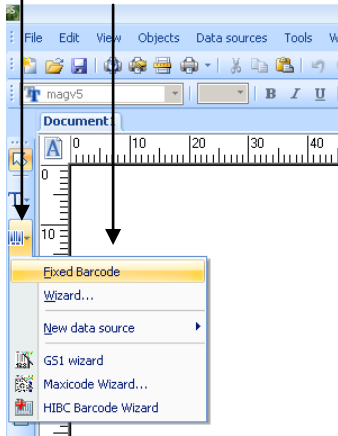 File Edit View Objects Data sources Tools W
magv5 B I U
Document
0 10 20 30 40
0
10
Fixed Barcode
Wizard...
New data source
GS1 wizard
Maxicode Wizard...
HIBC Barcode Wizard